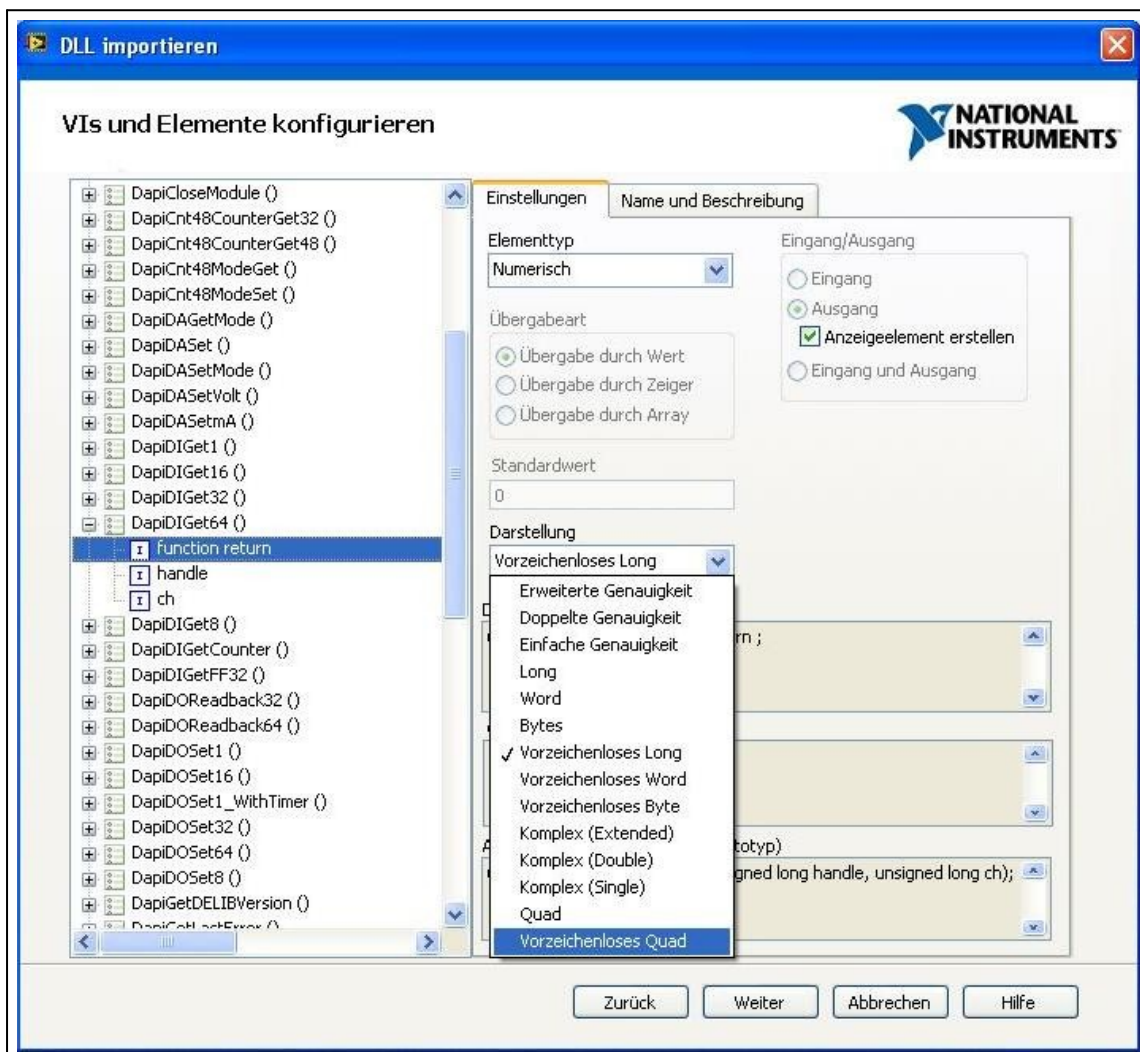 DLL importieren
VIs und Elemente konfigurieren
NATIONAL
INSTRUMENTS
DapiCloseModule ()
DapiCnt48CounterGet32 ()
DapiCnt48CounterGet48 ()
DapiCnt48ModeGet ()
DapiCnt48ModeSet ()
DapiDAGetMode ()
DapiDASet ()
DapiDASetMode ()
DapiDASetVolt ()
DapiDASetmA ()
DapiDIGet1 ()
DapiDIGet16 ()
DapiDIGet32 ()
DapiDIGet64 ()
function return
handle
ch
DapiDIGet8 ()
DapiDIGetCounter ()
DapiDIGetFF32 ()
DapiDOReadback32 ()
DapiDOReadback64 ()
DapiDOSet1 ()
DapiDOSet16 ()
DapiDOSet1_WithTimer ()
DapiDOSet32 ()
DapiDOSet64 ()
DapiDOSet8 ()
DapiGetDELIBVersion ()
DapiGetLastError ()
Einstellungen
Name und Beschreibung
Elementtyp
Numerisch
Übergabeart
Übergabe durch Wert
Übergabe durch Zeiger
Übergabe durch Array
Eingang/Ausgang
Eingang
Ausgang
Anzeigeelement erstellen
Eingang und Ausgang
Standardwert
0
Darstellung
Vorzeichenloses Long
Erweiterte Genauigkeit
Doppelte Genauigkeit
Einfache Genauigkeit
Long
Word
Bytes
Vorzeichenloses Long
Vorzeichenloses Word
Vorzeichenloses Byte
Komplex (Extended)
Komplex (Double)
Komplex (Single)
Quad
Vorzeichenloses Quad
rn ;
totyp)
gned long handle, unsigned long ch);
Zurück
Weiter
Abbrechen
Hilfe